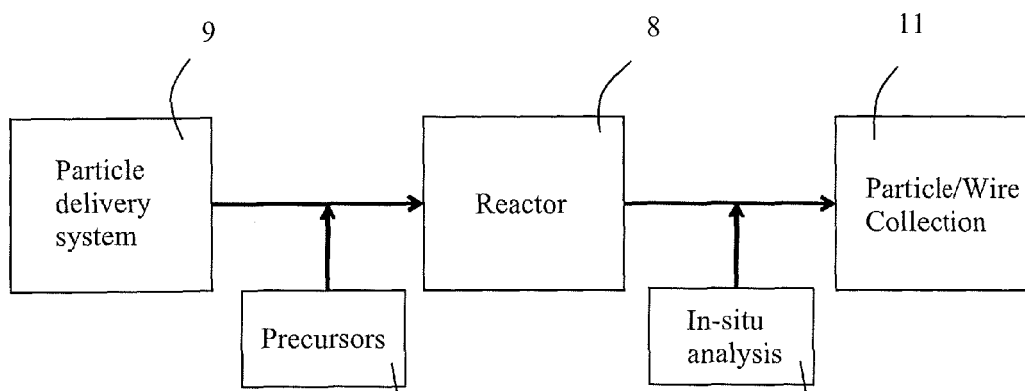 9
8
11
Particle
delivery
system
Reactor
Particle/Wire
Collection
Precursors
In-situ
analysis